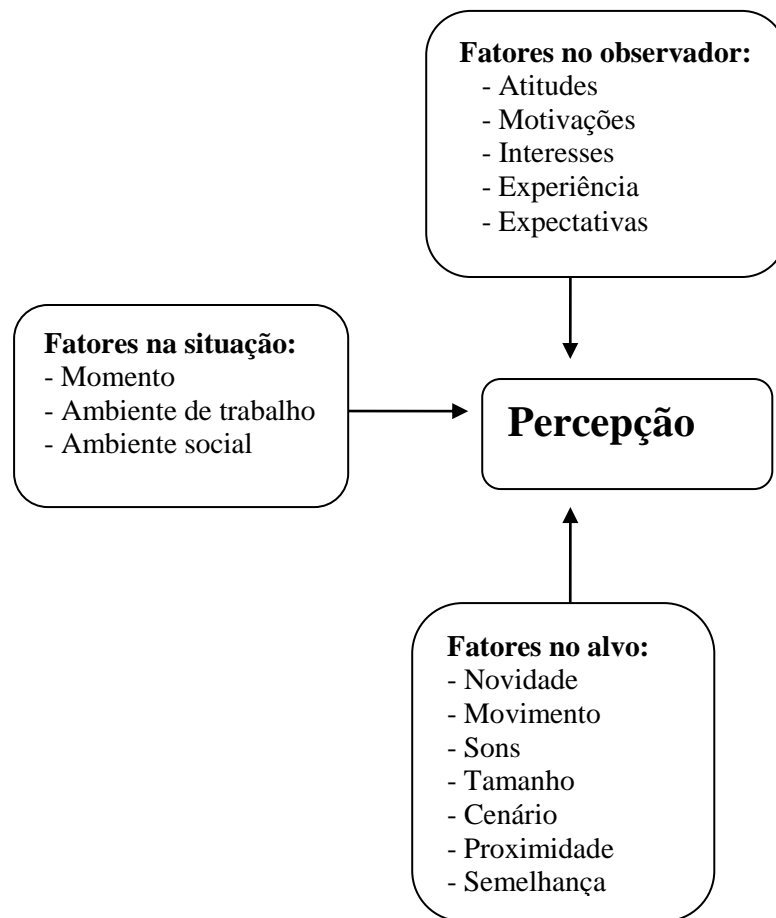 Fatores no observador:
- Atitudes
- Motivações
- Interesses
- Experiência
- Expectativas
Fatores na situação:
- Momento
- Ambiente de trabalho
- Ambiente social
Percepção
Fatores no alvo:
- Novidade
- Movimento
- Sons
- Tamanho
- Cenário
- Proximidade
- Semelhança